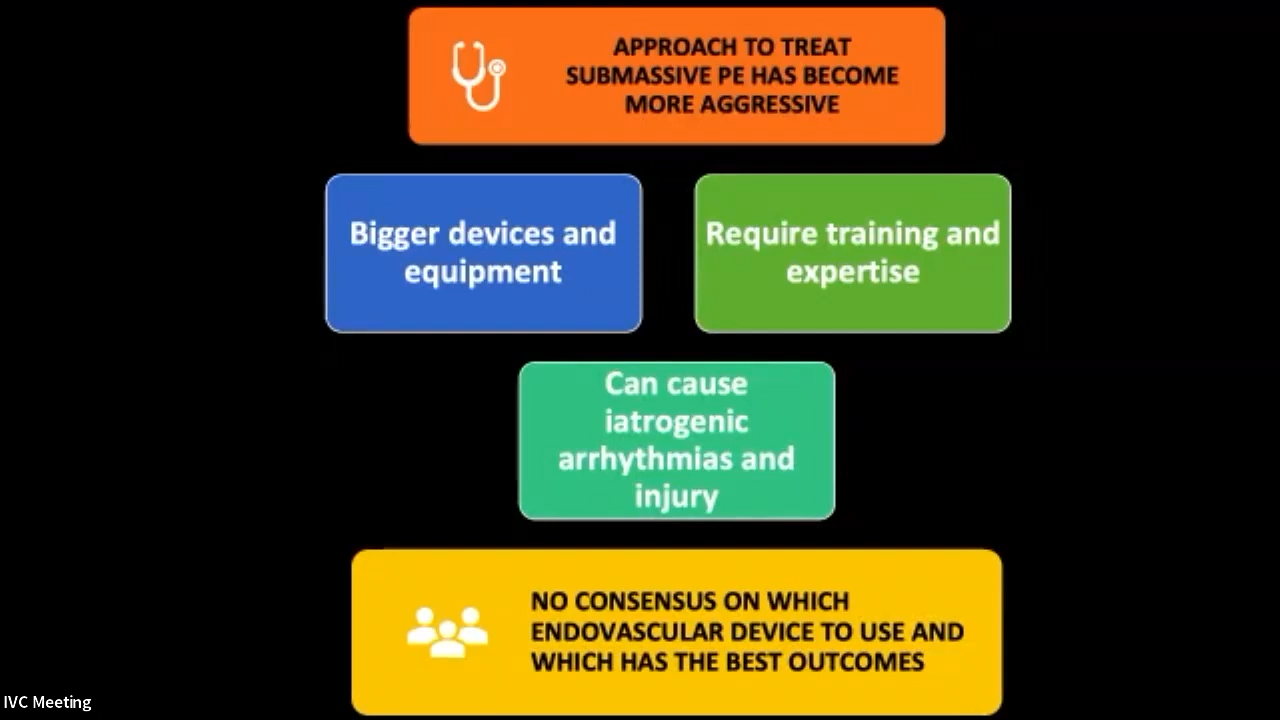 APPROACH TO TREAT
SUBMASSIVE PE HAS BECOME
MORE AGGRESSIVE
Bigger devices and
equipment
Require training and
expertise
Can cause
iatrogenic
arrhythmias and
injury
NO CONSENSUS ON WHICH
ENDOVASCULAR DEVICE TO USE AND
WHICH HAS THE BEST OUTCOMES
IVC Meeting